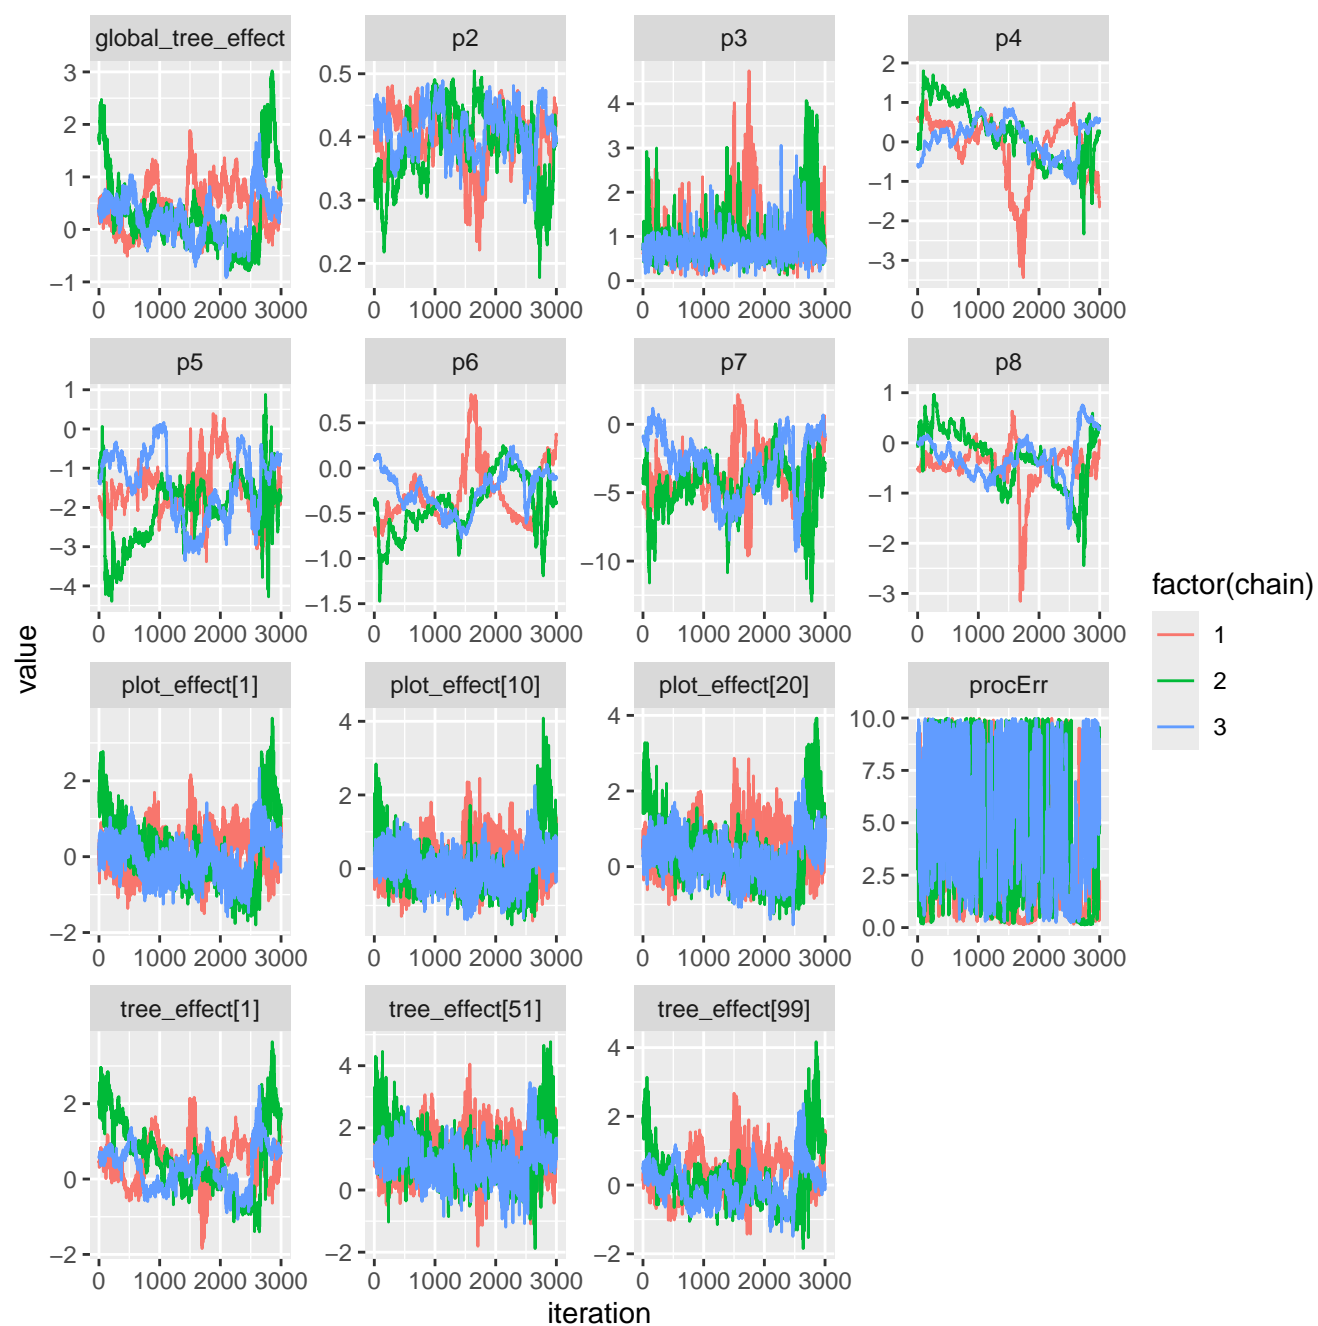 global_tree_effect p2 p3 p4
3 2 1 0 −1
0.5 0.4 0.3 0.2
4 3 2 1 0
2 1 0 −1 −2 −3
0 1000 2000 3000 0 1000 2000 3000 0 1000 2000 3000 0 1000 2000 3000
p5 p6 p7 p8
1 0 −1 −2 −3 −4
0.5 0.0 −0.5 −1.0 −1.5
0 −5 −10
1 0 −1 −2 −3
0 1000 2000 3000 0 1000 2000 3000 0 1000 2000 3000 0 1000 2000 3000
plot_effect[1] plot_effect[10] plot_effect[20] procErr
2 0 −2
4 2 0
4 2 0
10.0 7.5 5.0 2.5 0.0
0 1000 2000 3000 0 1000 2000 3000 0 1000 2000 3000 0 1000 2000 3000
tree_effect[1] tree_effect[51] tree_effect[99]
2 0 −2
4 2 0 −2
4 2 0 −2
0 1000 2000 3000 0 1000 2000 3000 0 1000 2000 3000
value
iteration
factor(chain)
1
2
3